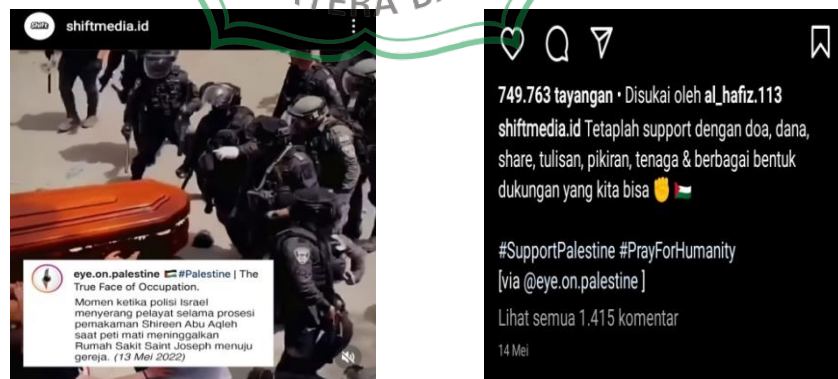 Shift shiftmedia.id
eye.on.palestine 🇵🇸#Palestine | The
True Face of Occupation.
Momen ketika polisi Israel
menyerang pelayat selama prosesi
pemakaman Shireen Abu Aqleh
saat peti mati meninggalkan
Rumah Sakit Saint Joseph menuju
gereja. (13 Mei 2022)
749.763 tayangan • Disukai oleh al_hafiz.113
shiftmedia.id Tetaplah support dengan doa, dana,
share, tulisan, pikiran, tenaga & berbagai bentuk
dukungan yang kita bisa ✊🇵🇸
#SupportPalestine #PrayForHumanity
[via @eye.on.palestine ]
Lihat semua 1.415 komentar
14 Mei